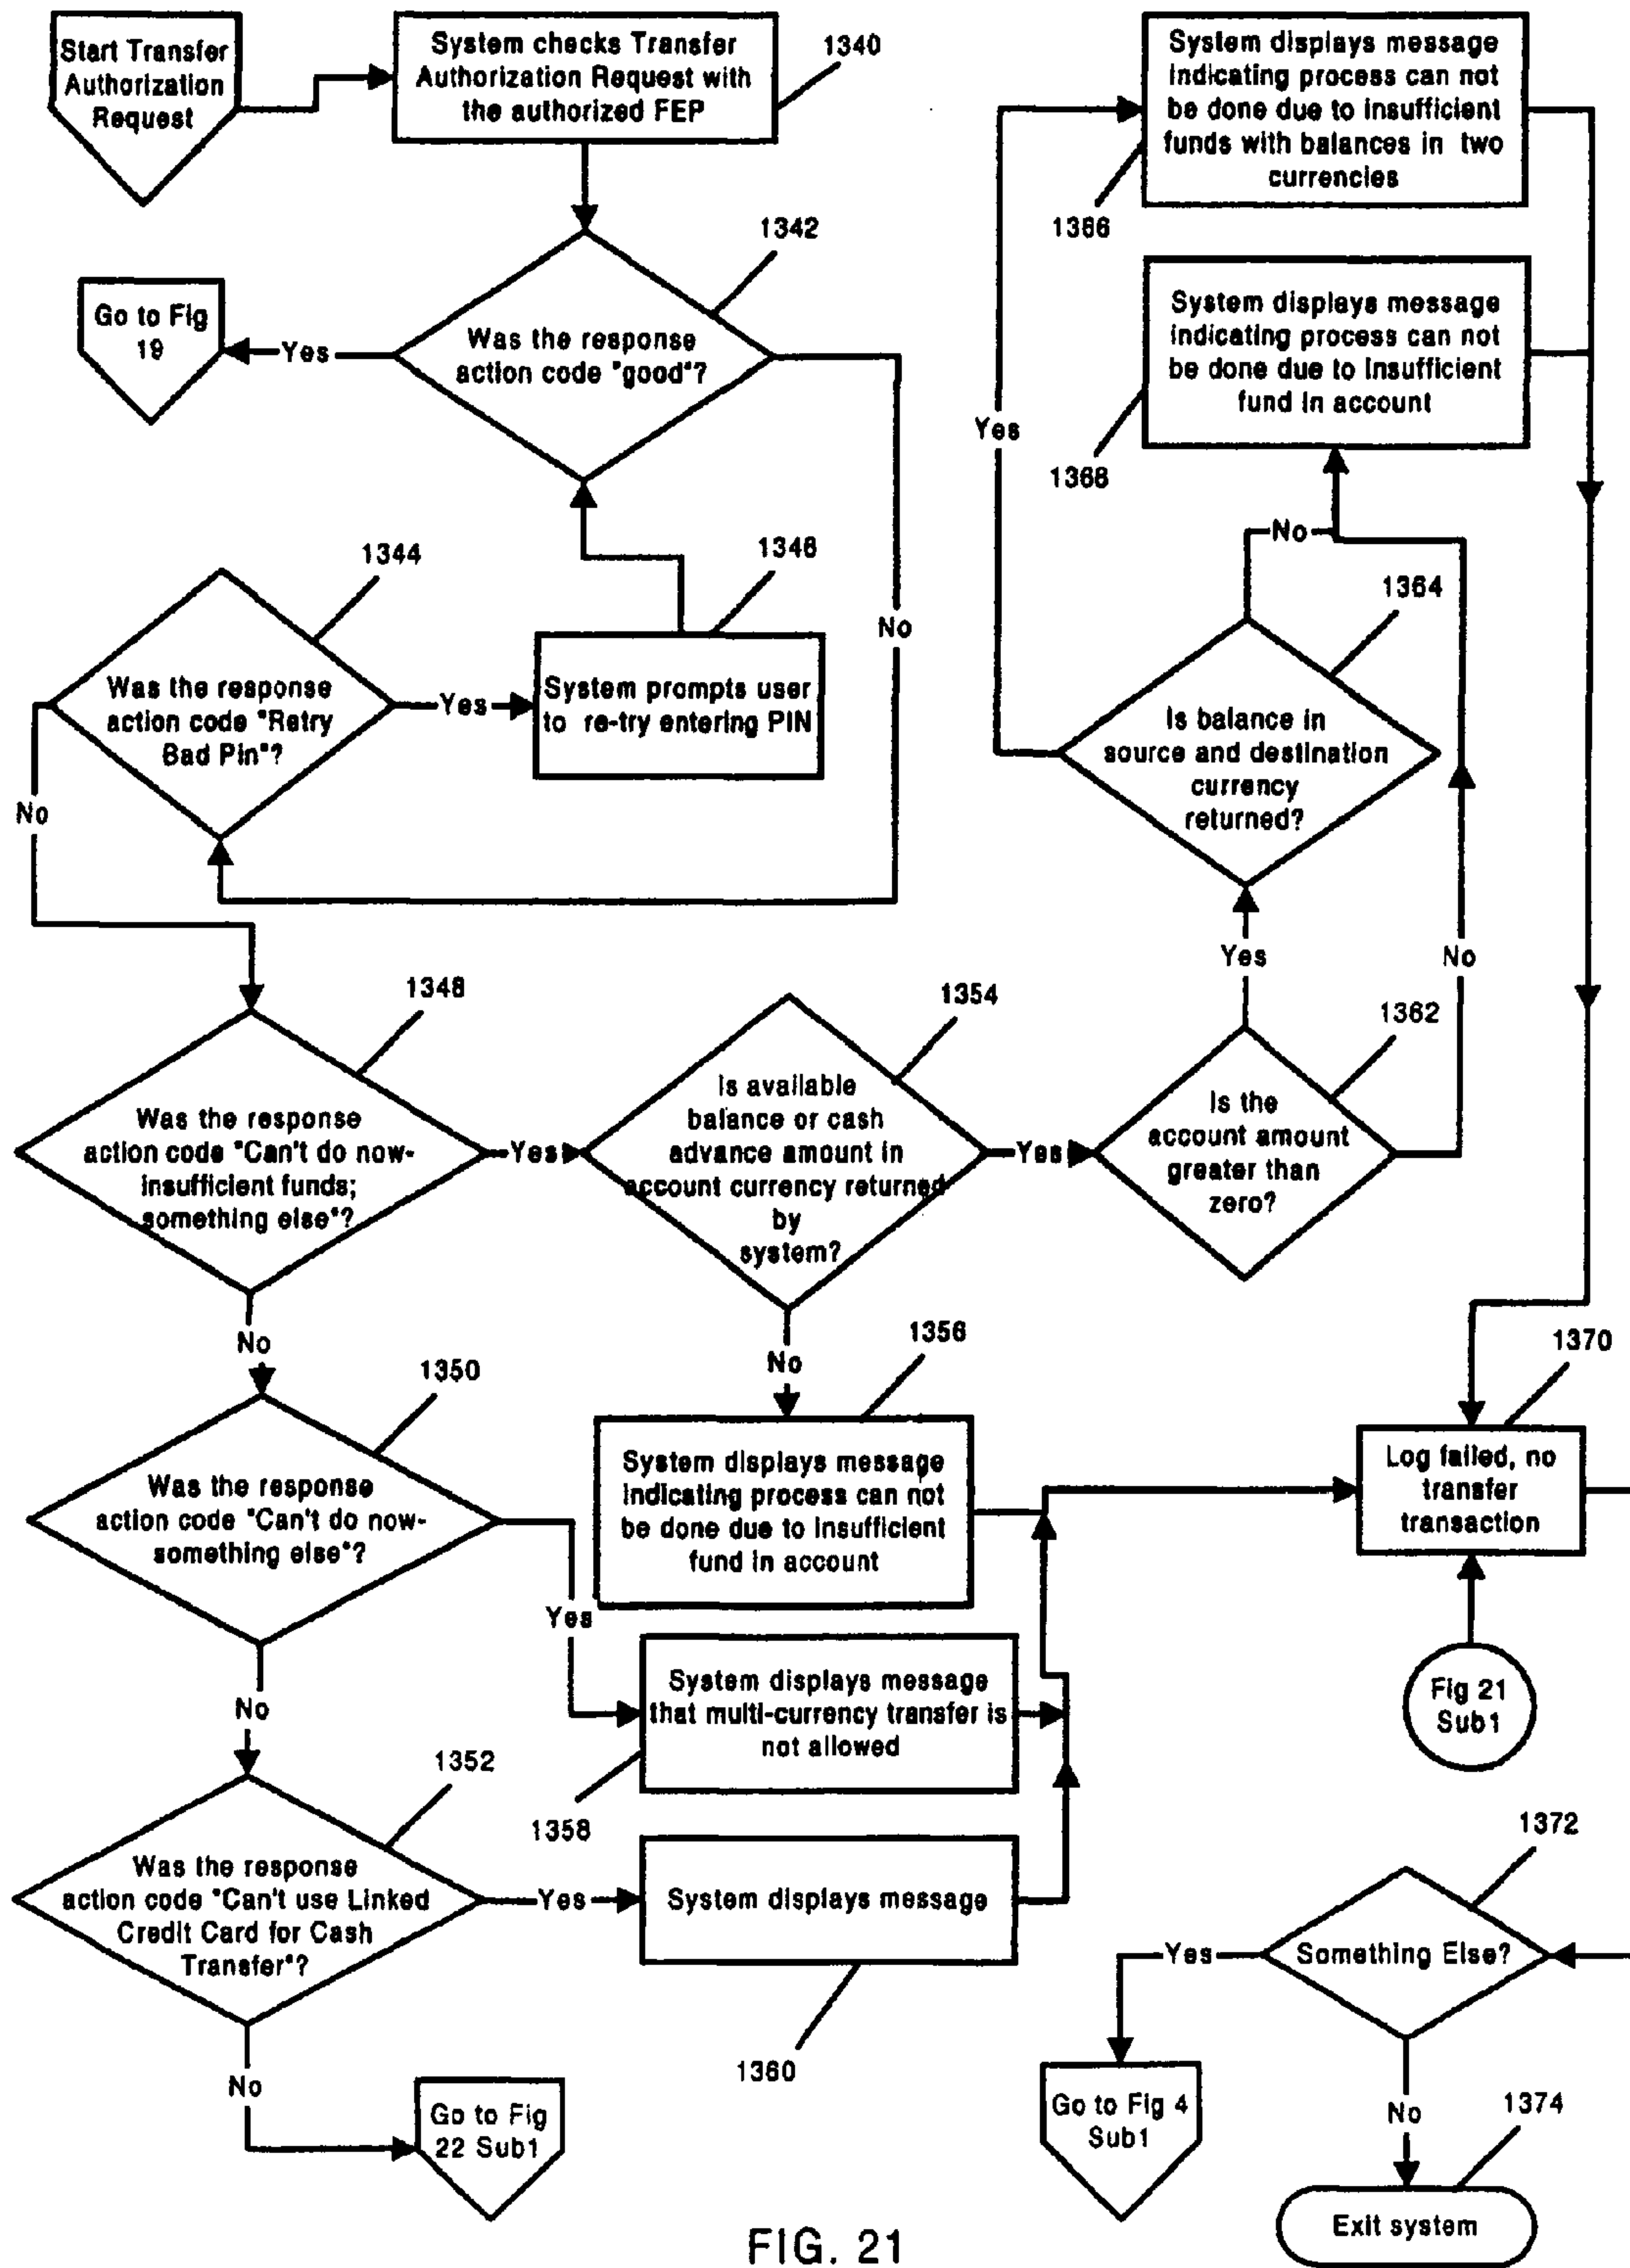 Start Transfer
Authorization
Request
System checks Transfer
Authorization Request with
the authorized FEP
1340
System displays message
indicating process can not
be done due to insufficient
funds with balances in two
currencies
1366
1342
Go to Fig
19
Yes
Was the response
action code "good"?
No
System displays message
indicating process can not
be done due to insufficient
fund in account
1368
Yes
No
1344
1346
Was the response
action code "Retry
Bad Pin"?
Yes
System prompts user
to re-try entering PIN
No
1364
Is balance in
source and destination
currency
returned?
Yes
No
1348
Was the response
action code "Can't do now-
insufficient funds;
something else"?
Yes
1354
Is available
balance or cash
advance amount in
account currency returned
by
system?
Yes
1362
Is the
account amount
greater than
zero?
No
No
1350
Was the response
action code "Can't do now-
something else"?
Yes
1356
System displays message
indicating process can not
be done due to insufficient
fund in account
1370
Log failed, no
transfer
transaction
Fig 21
Sub1
System displays message
that multi-currency transfer is
not allowed
1358
No
1352
Was the response
action code "Can't use Linked
Credit Card for Cash
Transfer"?
Yes
System displays message
1360
1372
Something Else?
Yes
Go to Fig 4
Sub1
No
1374
Exit system
No
Go to Fig
22 Sub1
FIG. 21